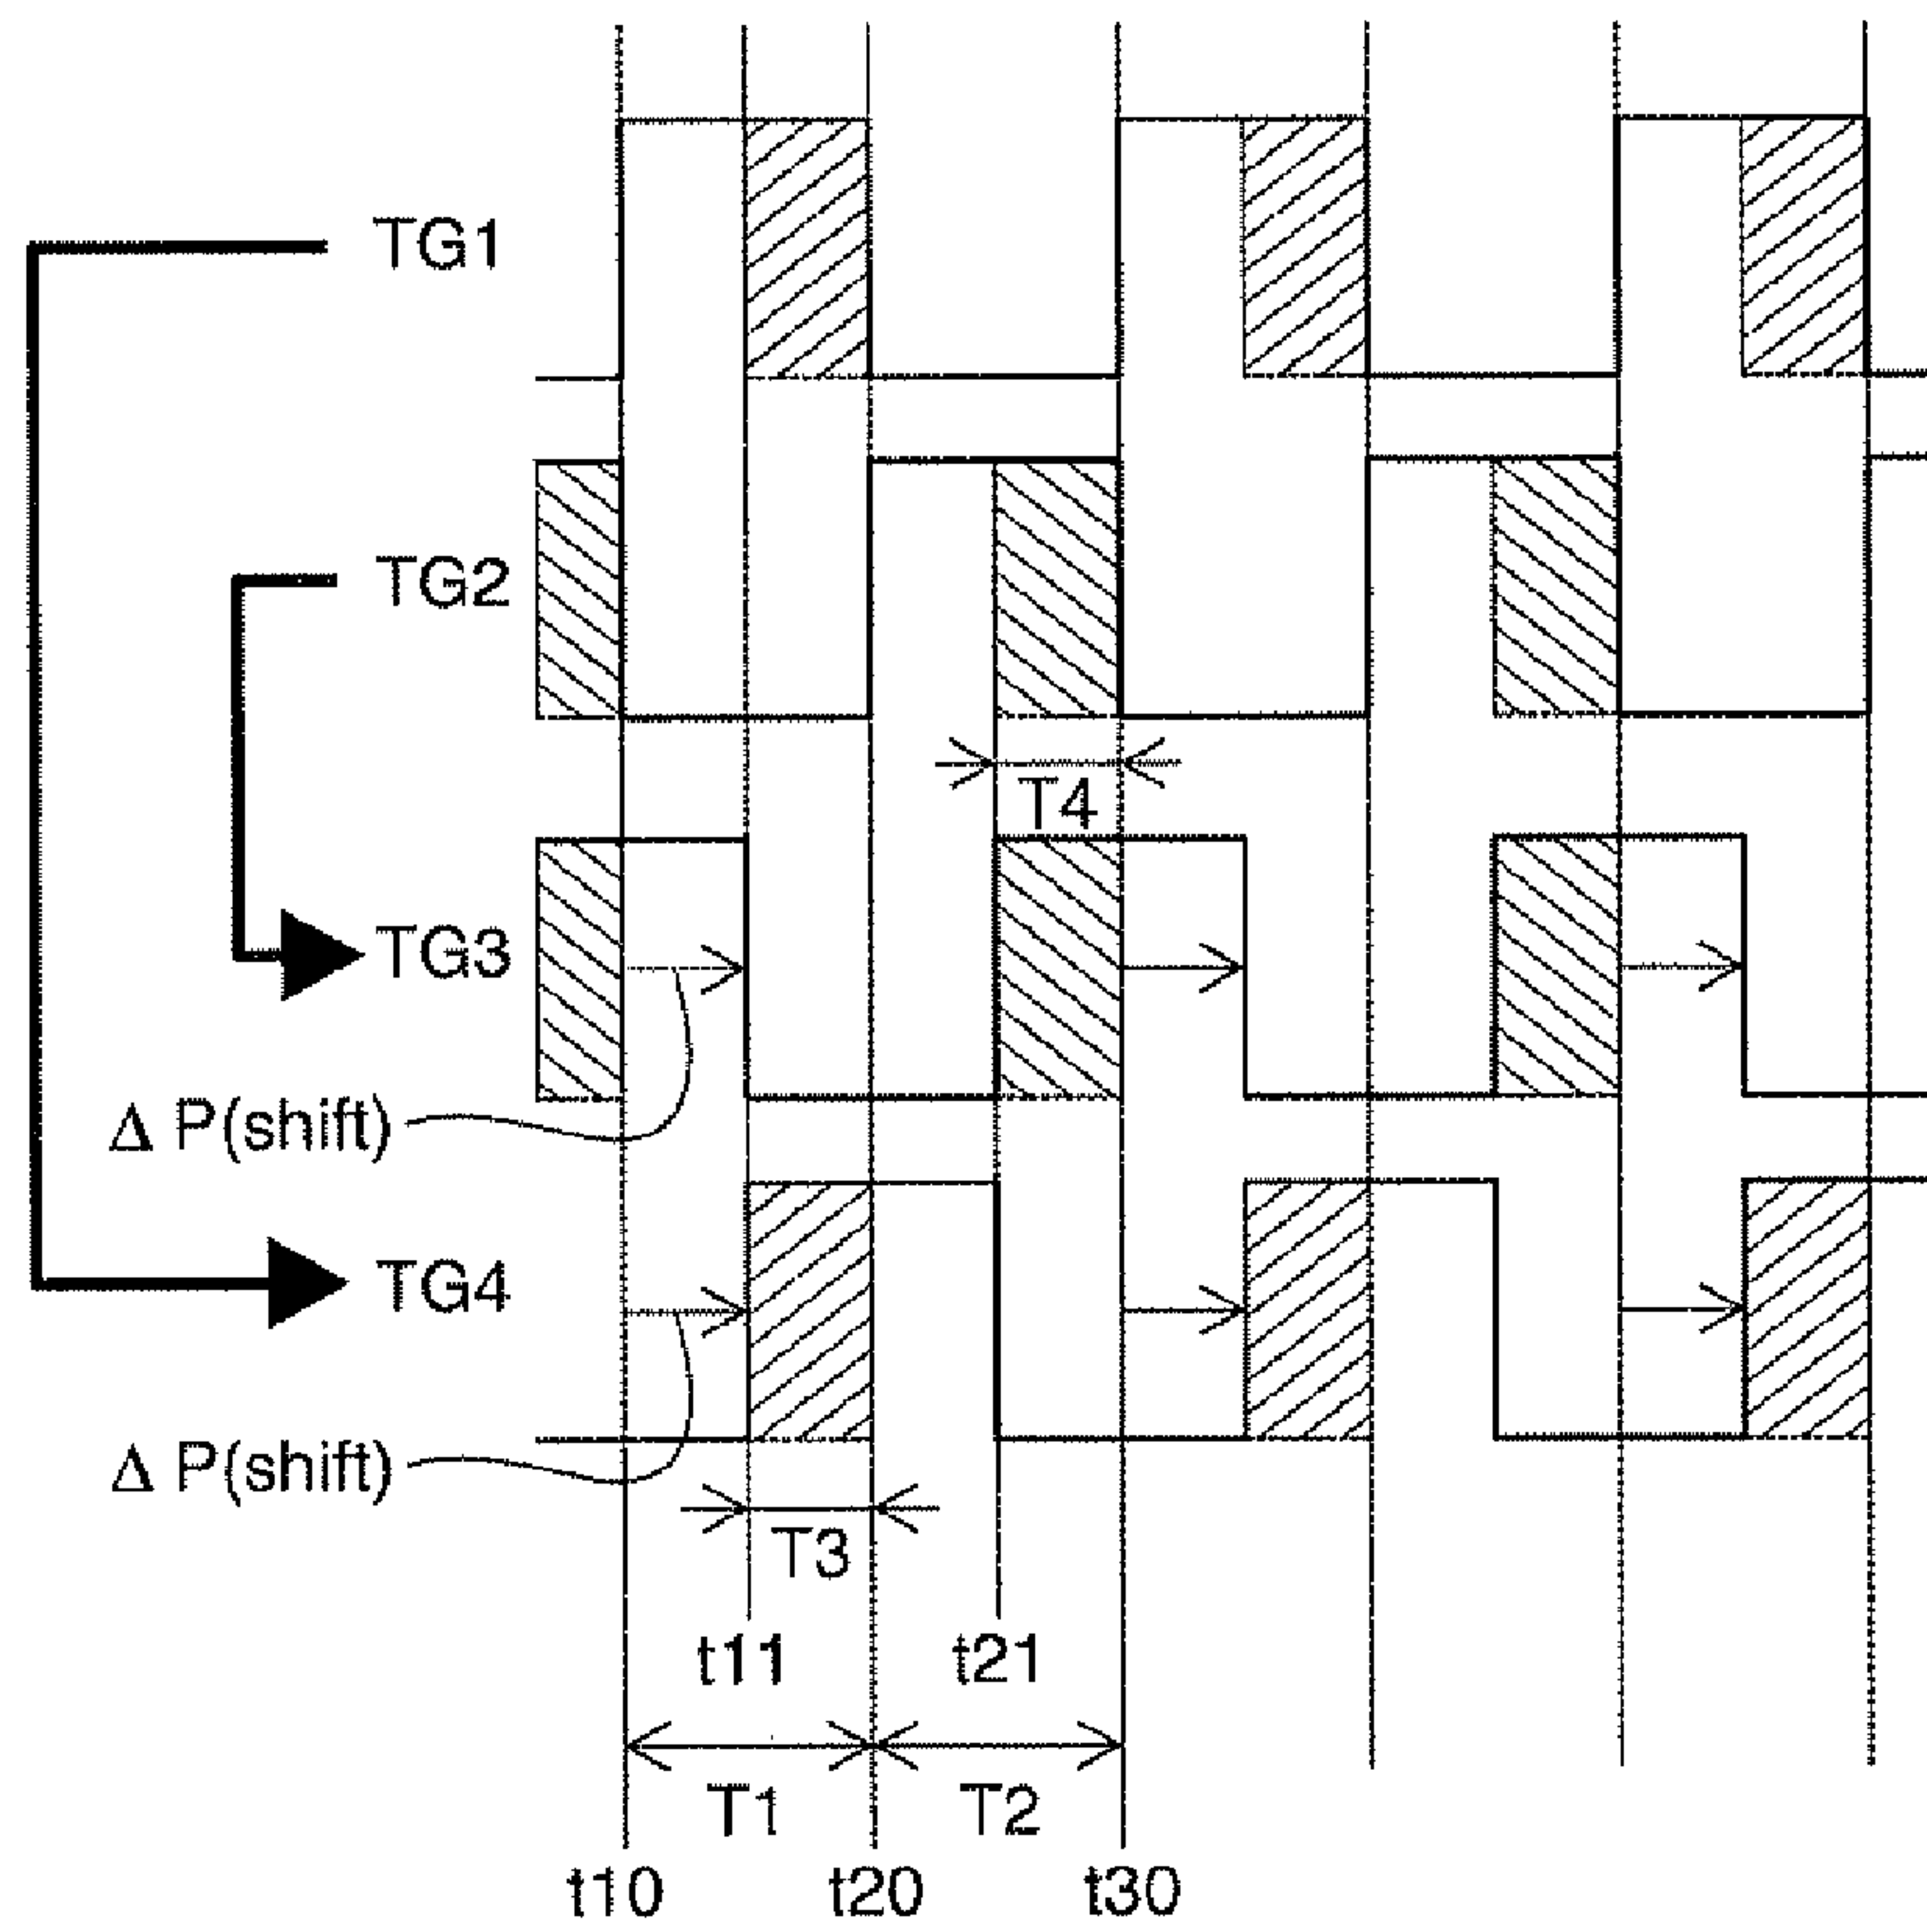 TG1
TG2
T4
TG3
Δ P(shift)
TG4
Δ P(shift)
T3
t11 t21
T1 T2
t10 t20 t30